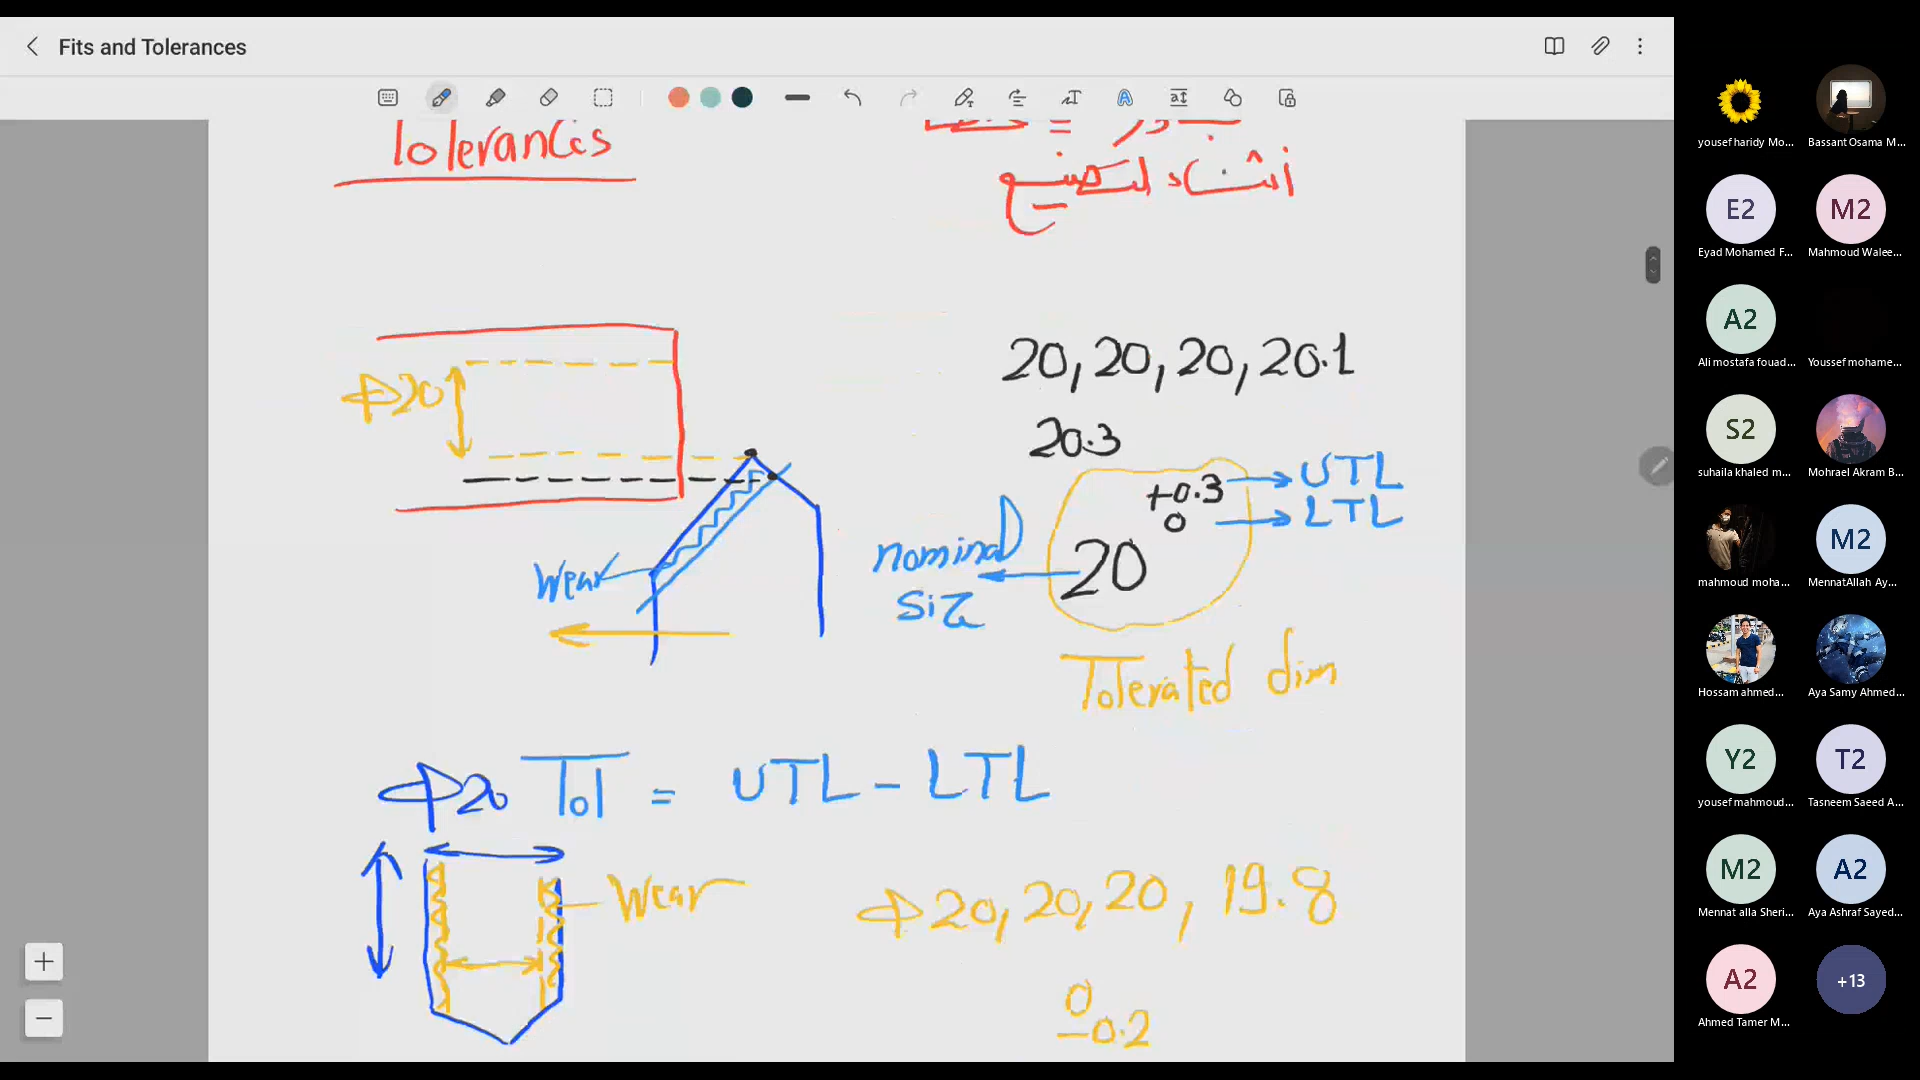 Fits and Tolerances
Tolerances
أثناء التصنيع
⌀20
20, 20, 20, 20.1
20.3
+0.3 → UTL
0 → LTL
20
nominal
size
Wear
Tolerated dim
⌀20
Tol = UTL - LTL
Wear
⌀20, 20, 20, 19.8
0
-0.2
yousef haridy Mo...
Bassant Osama M...
E2
Eyad Mohamed F...
M2
Mahmoud Walee...
A2
Ali mostafa fouad...
Youssef mohame...
S2
suhaila khaled m...
Mohrael Akram B...
mahmoud moha...
M2
MennatAllah Ay...
Hossam ahmed...
Aya Samy Ahmed...
Y2
yousef mahmoud...
T2
Tasneem Saeed A...
M2
Mennat alla Sheri...
A2
Aya Ashraf Sayed...
A2
Ahmed Tamer M...
+13